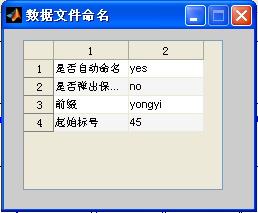 数据文件命名
1 2
1 是否自动命名 yes
2 是否弹出保... no
3 前缀 yongyi
4 起始标号 45